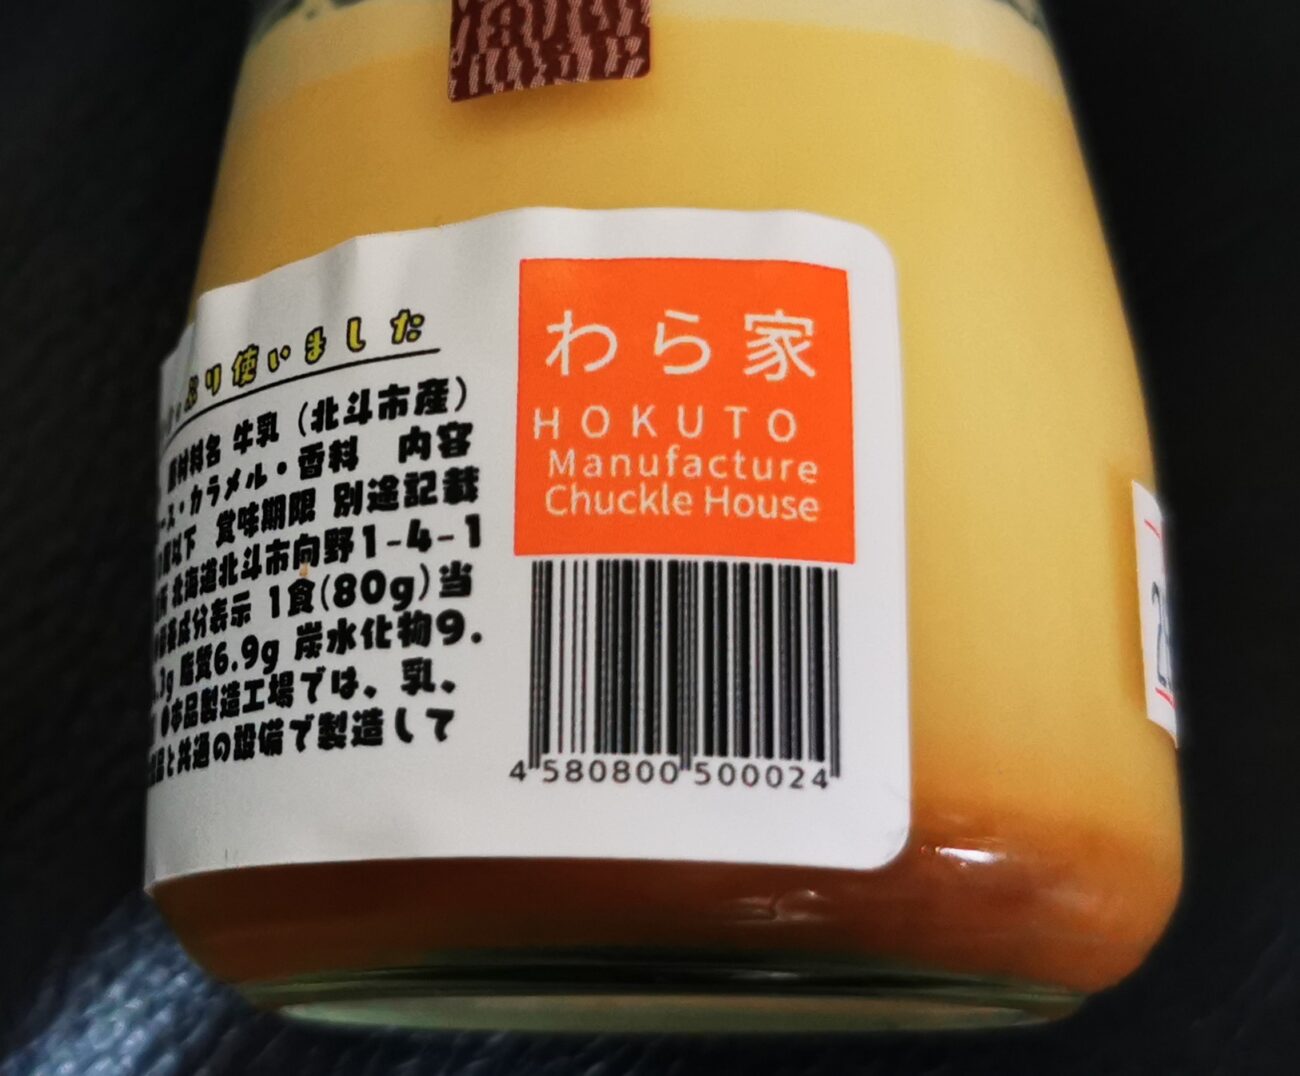 り使いました
原材料名 牛乳（北斗市産）
カラメル・香料 内容
以下 賞味期限 別途記載
北海道北斗市向野1-4-1
成分表示 1食(80g)当
脂質6.9g 炭水化物9.
●本品製造工場では、乳、
品と共通の設備で製造して
わら家
HOKUTO
Manufacture
Chuckle House
4 580800 500024